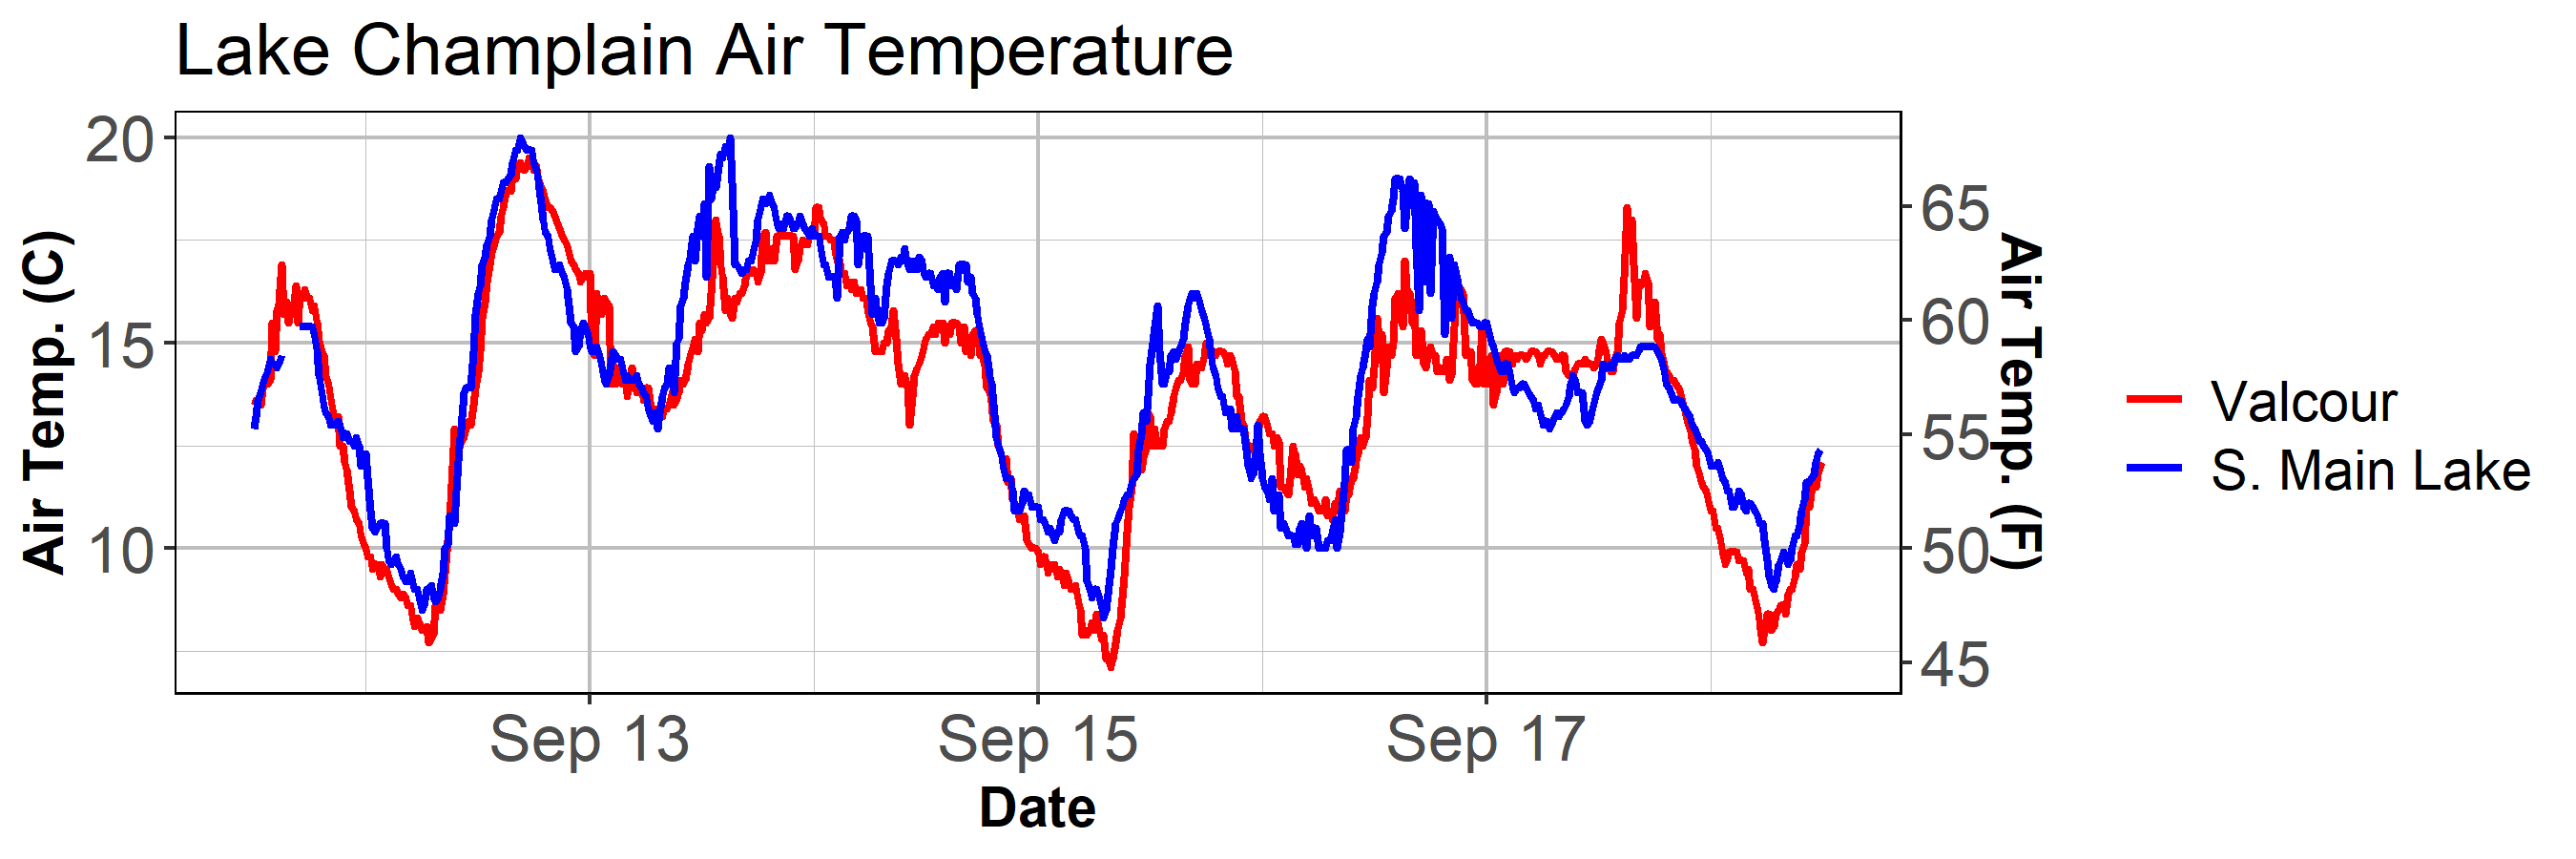 Lake Champlain Air Temperature
Air Temp. (C)
20
15
10
65
60
55
50
45
Air Temp. (F)
Sep 13
Sep 15
Sep 17
Date
Valcour
S. Main Lake